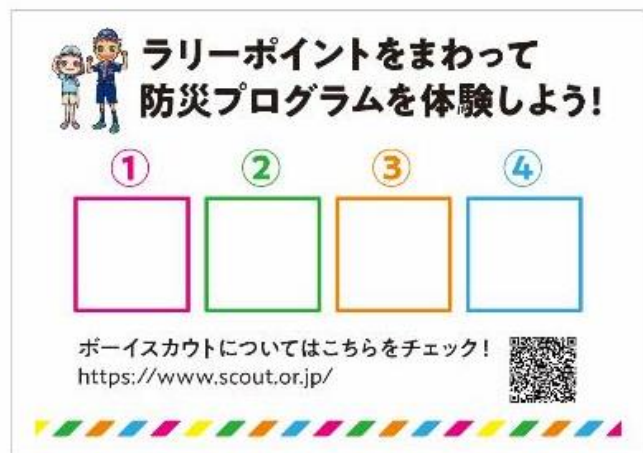 ラリーポイントをまわって
防災プログラムを体験しよう!
① ② ③ ④
ボーイスカウトについてはこちらをチェック!
https://www.scout.or.jp/